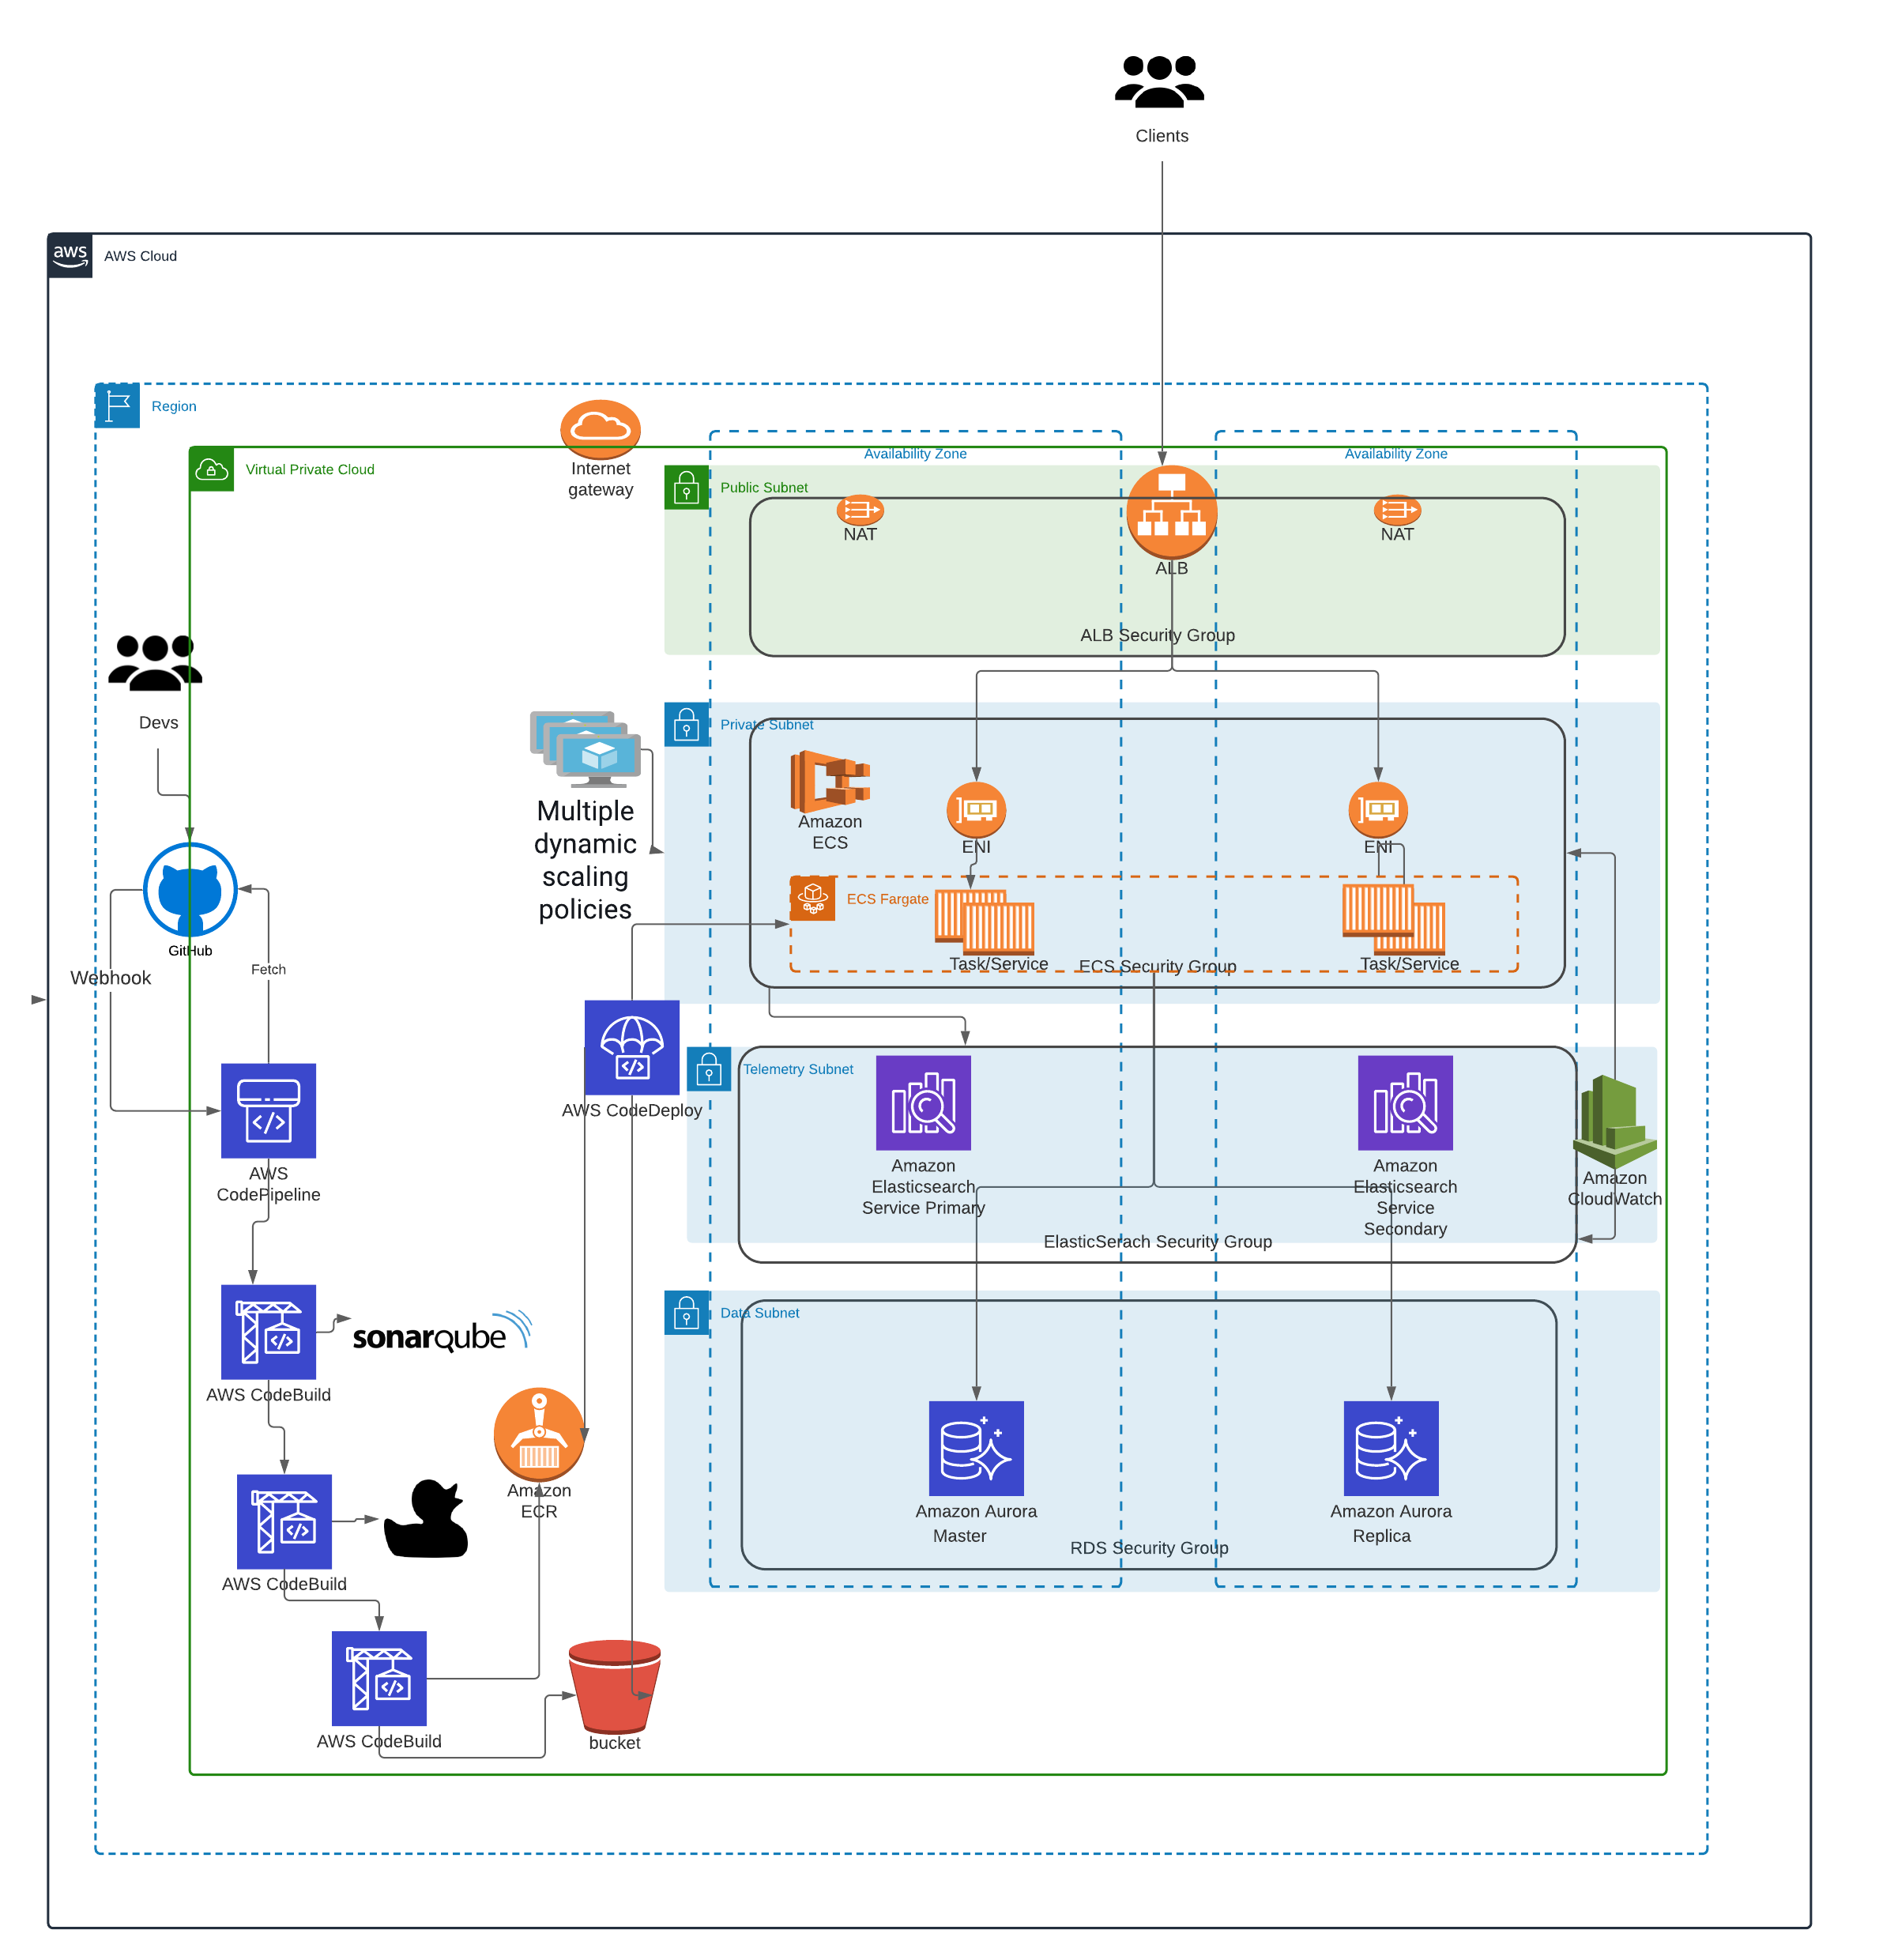 Clients
aws
AWS Cloud
Region
Internet
gateway
Virtual Private Cloud
Availability Zone
Availability Zone
Public Subnet
NAT
NAT
ALB
ALB Security Group
Devs
Private Subnet
Multiple
dynamic
scaling
policies
Amazon
ECS
ENI
ENI
ECS Fargate
Task/Service
ECS Security Group
Task/Service
GitHub
Webhook
Fetch
AWS CodeDeploy
Telemetry Subnet
Amazon
Elasticsearch
Service Primary
Amazon
Elasticsearch
Service
Secondary
Amazon
CloudWatch
ElasticSerach Security Group
AWS
CodePipeline
Data Subnet
sonarqube
AWS CodeBuild
Amazon
ECR
Amazon Aurora
Master
Amazon Aurora
Replica
RDS Security Group
AWS CodeBuild
AWS CodeBuild
bucket